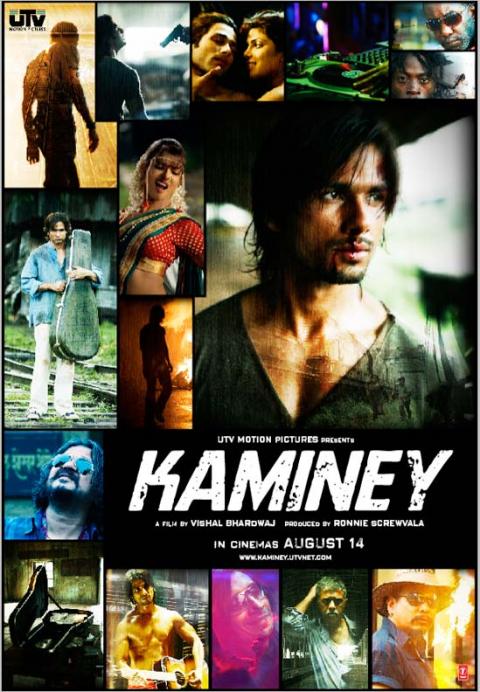 UTV
MOTION PICTURES
UTV MOTION PICTURES PRESENTS
KAMINEY
A FILM BY VISHAL BHARDWAJ PRODUCED BY RONNIE SCREWVALA
IN CINEMAS AUGUST 14
WWW.KAMINEY.UTVNET.COM